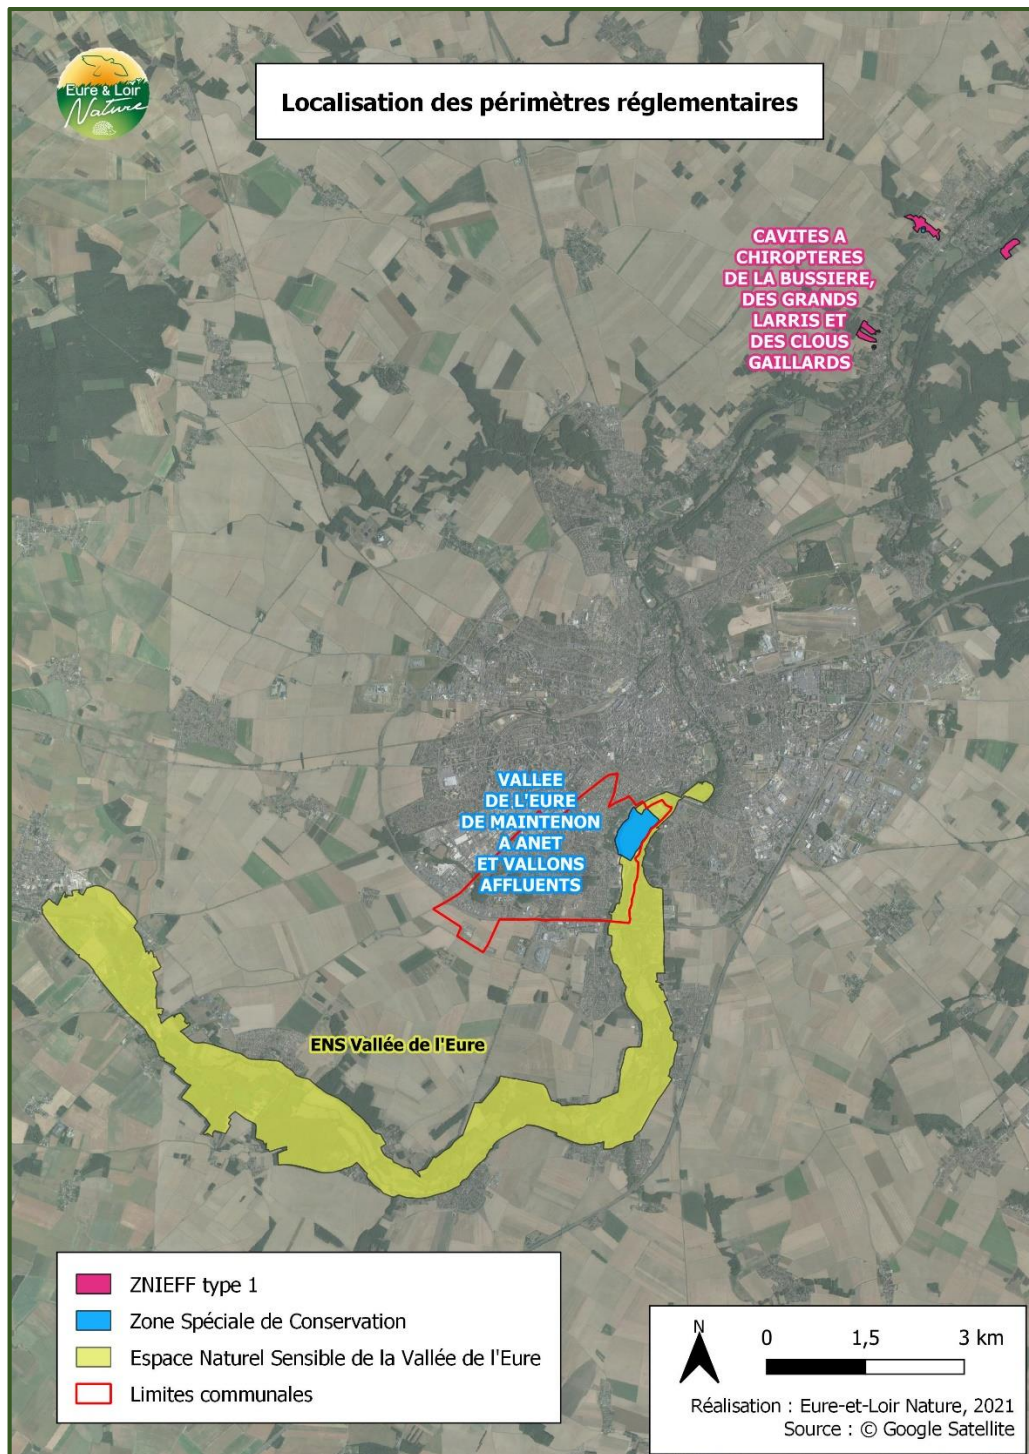 Eure & Loir
Nature
Localisation des périmètres réglementaires
CAVITES A
CHIROPTERES
DE LA BUSSIERE,
DES GRANDS
LARRIS ET
DES CLOUS
GAILLARDS
VALLEE
DE L'EURE
DE MAINTENON
A ANET
ET VALLONS
AFFLUENTS
ENS Vallée de l'Eure
ZNIEFF type 1
Zone Spéciale de Conservation
Espace Naturel Sensible de la Vallée de l'Eure
Limites communales
N
0 1,5 3 km
Réalisation : Eure-et-Loir Nature, 2021
Source : © Google Satellite